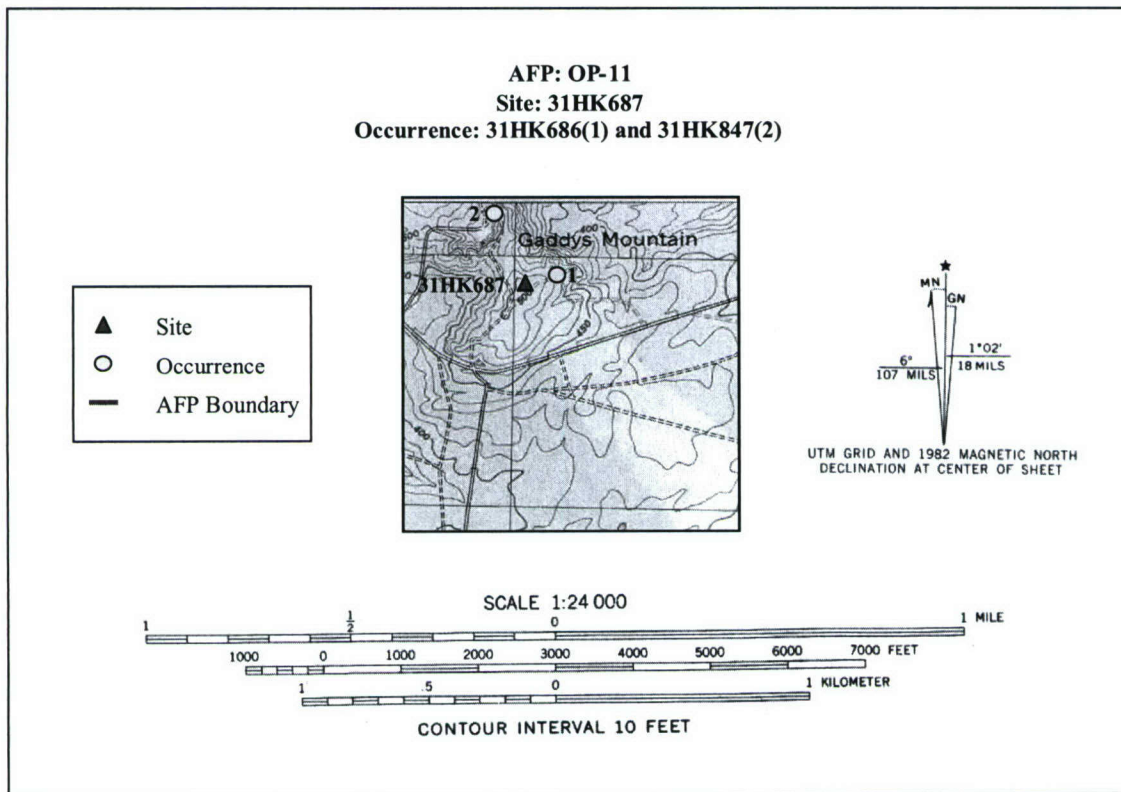 AFP: OP-11
Site: 31HK687
Occurrence: 31HK686(1) and 31HK847(2)
2
400
Gaddys Mountain
31HK687
1
500
450
400
Site
Occurrence
AFP Boundary
★
MN
GN
6°
107 MILS
1°02'
18 MILS
UTM GRID AND 1982 MAGNETIC NORTH
DECLINATION AT CENTER OF SHEET
SCALE 1:24 000
1 1/2 0 1 MILE
1000 0 1000 2000 3000 4000 5000 6000 7000 FEET
1 .5 0 1 KILOMETER
CONTOUR INTERVAL 10 FEET